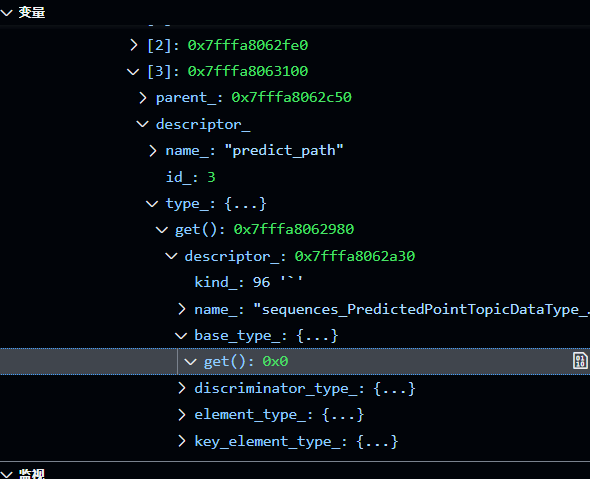 变量
[2]: 0x7fffa8062fe0
[3]: 0x7fffa8063100
parent_: 0x7fffa8062c50
descriptor_
name_: "predict_path"
id_: 3
type_: {...}
get(): 0x7fffa8062980
descriptor_: 0x7fffa8062a30
kind_: 96 '`'
name_: "sequences_PredictedPointTopicDataType_.
base_type_: {...}
get(): 0x0
discriminator_type_: {...}
element_type_: {...}
key_element_type_: {...}
监视